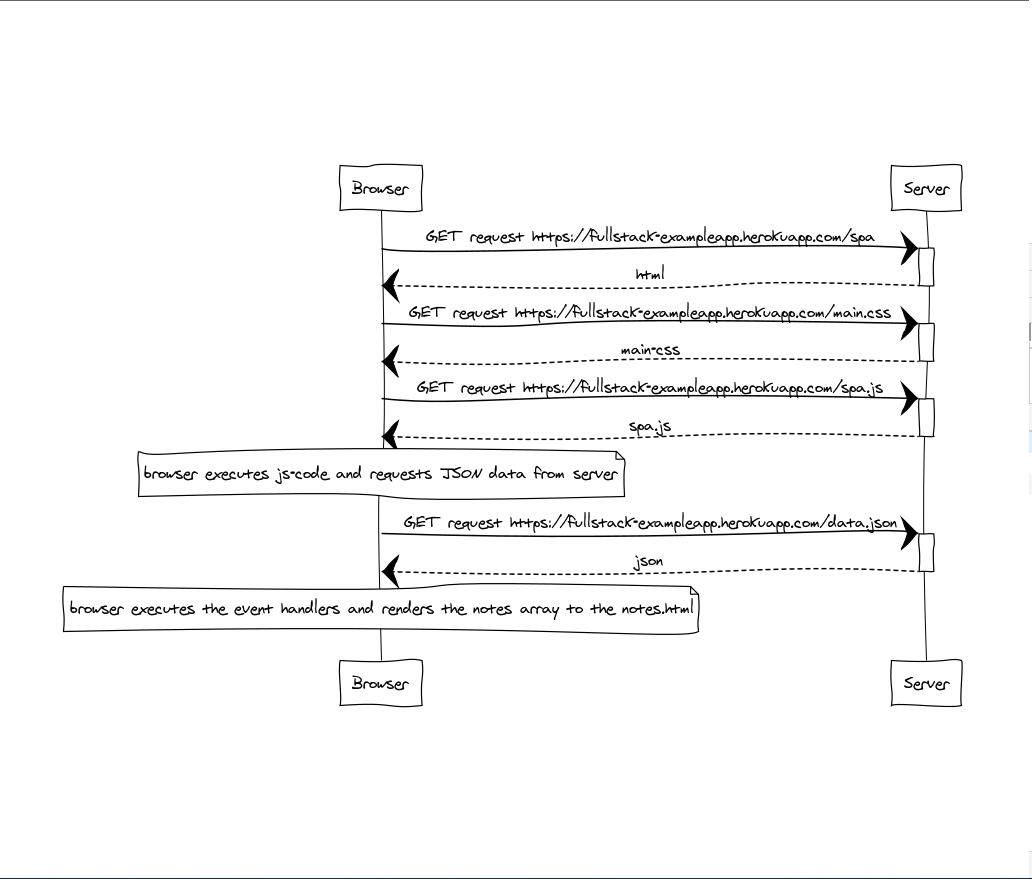 Browser
Server
GET request https://fullstack-exampleapp.herokuapp.com/spa
html
GET request https://fullstack-exampleapp.herokuapp.com/main.css
main-css
GET request https://fullstack-exampleapp.herokuapp.com/spa.js
spa.js
browser executes js-code and requests JSON data from server
GET request https://fullstack-exampleapp.herokuapp.com/data.json
json
browser executes the event handlers and renders the notes array to the notes.html
Browser
Server